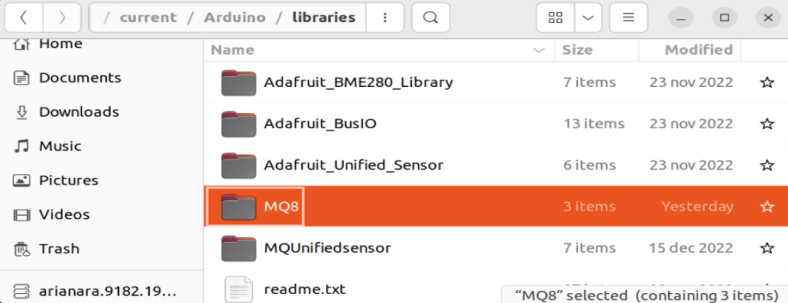 / current / Arduino / libraries
Home
Documents
Downloads
Music
Pictures
Videos
Trash
arianara.9182.19...
Name Size Modified
Adafruit_BME280_Library 7 items 23 nov 2022
Adafruit_BusIO 13 items 23 nov 2022
Adafruit_Unified_Sensor 6 items 23 nov 2022
MQ8 3 items Yesterday
MQUnifiedsensor 7 items 15 dec 2022
readme.txt
“MQ8” selected (containing 3 items)